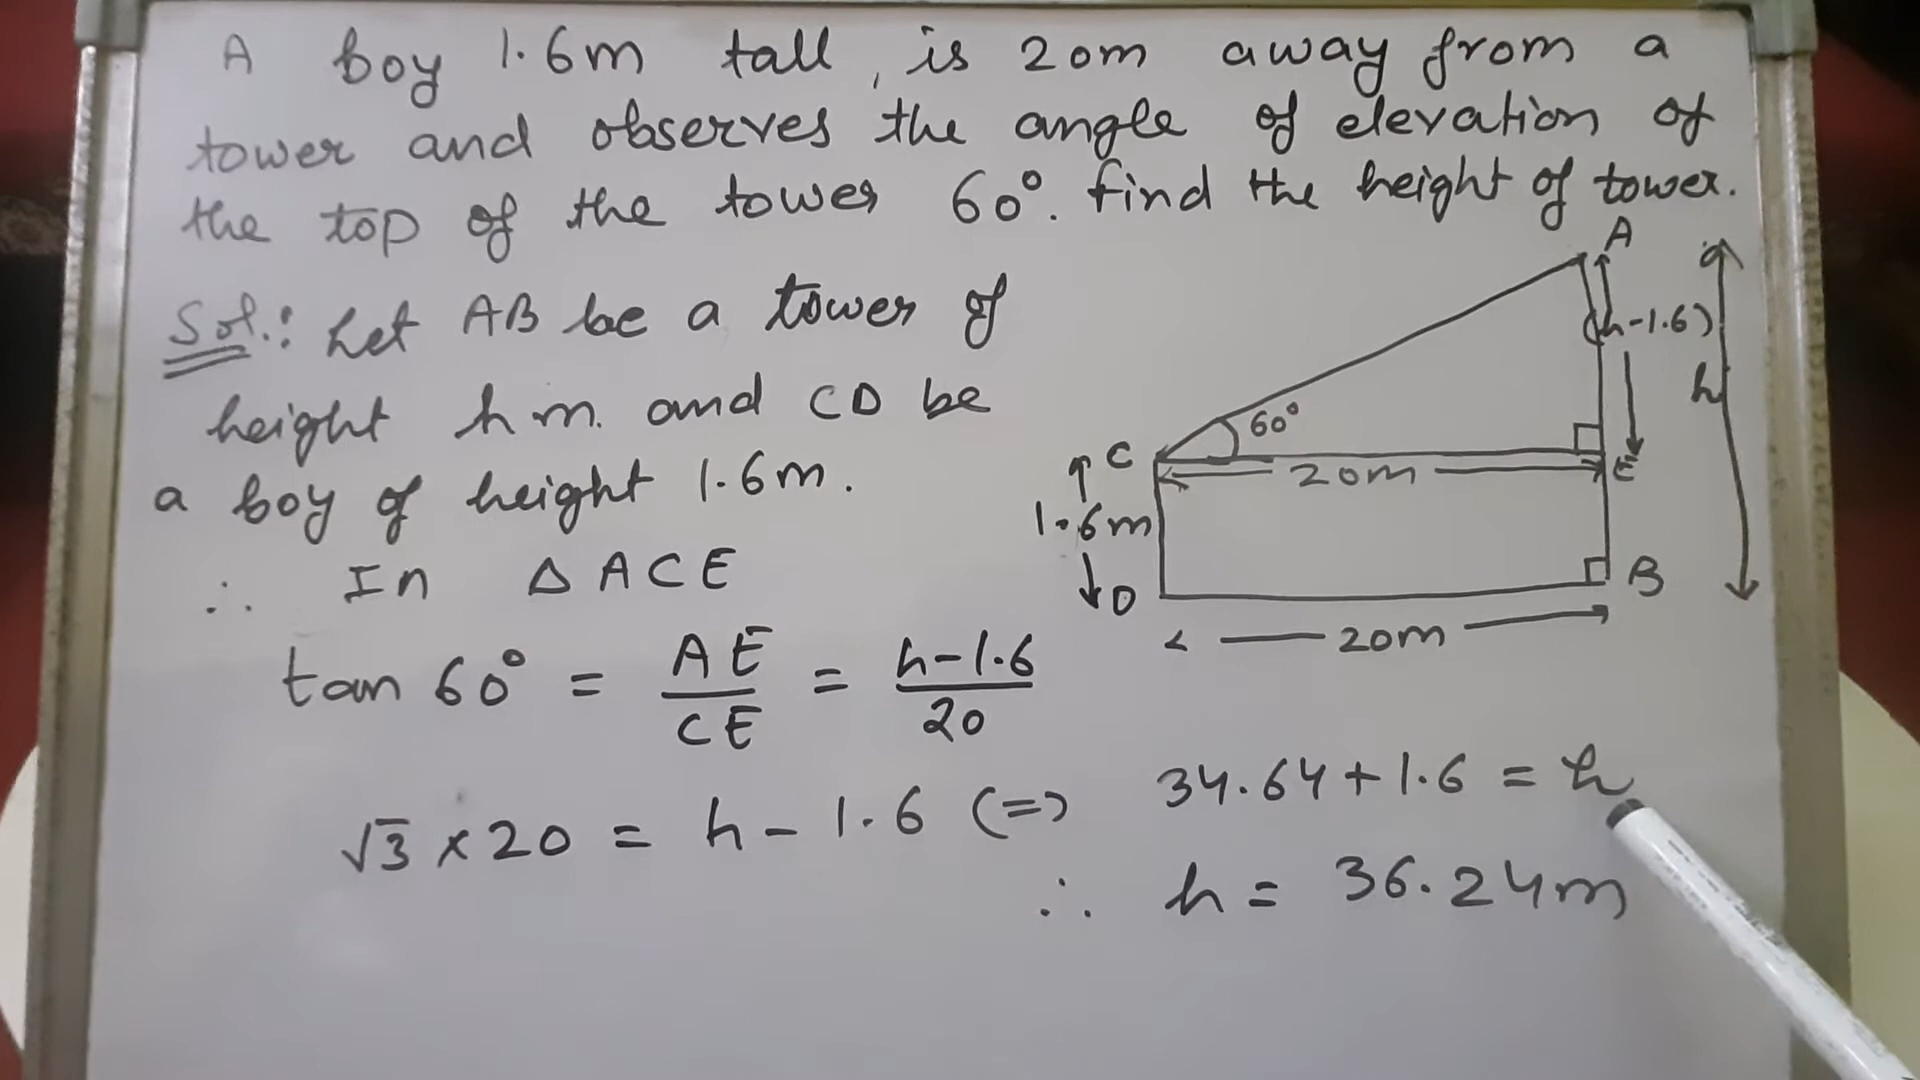 A boy 1.6m tall, is 20m away from a
tower and observes the angle of elevation of
the top of the tower 60°. find the height of tower.
Sol.: Let AB be a tower of
height h m. and CD be
a boy of height 1.6m.
∴ In △ ACE
tan 60° = AE/CE = h-1.6/20
√3 × 20 = h - 1.6 (=) 34.64 + 1.6 = h
∴ h = 36.24m
A
(h-1.6)
h
60°
C
20m
E
1.6m
D
B
20m